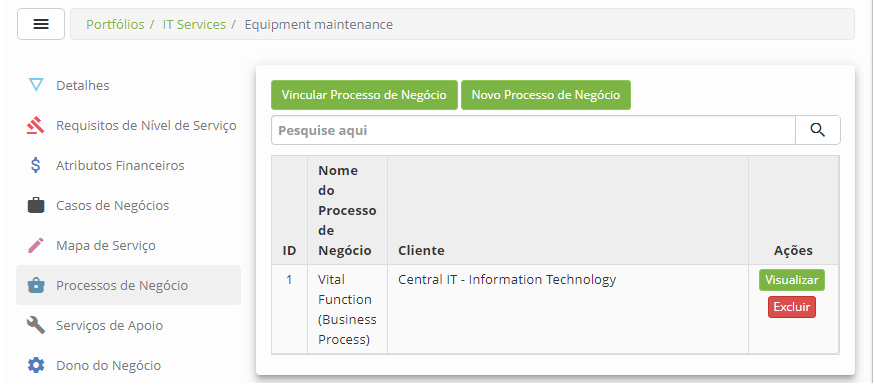 Portfólios / IT Services / Equipment maintenance
Detalhes
Requisitos de Nível de Serviço
Atributos Financeiros
Casos de Negócios
Mapa de Serviço
Processos de Negócio
Serviços de Apoio
Dono do Negócio
Vincular Processo de Negócio Novo Processo de Negócio
Pesquise aqui
ID
Nome
do
Processo
de
Negócio
Cliente
Ações
1
Vital
Function
(Business
Process)
Central IT - Information Technology
Visualizar
Excluir